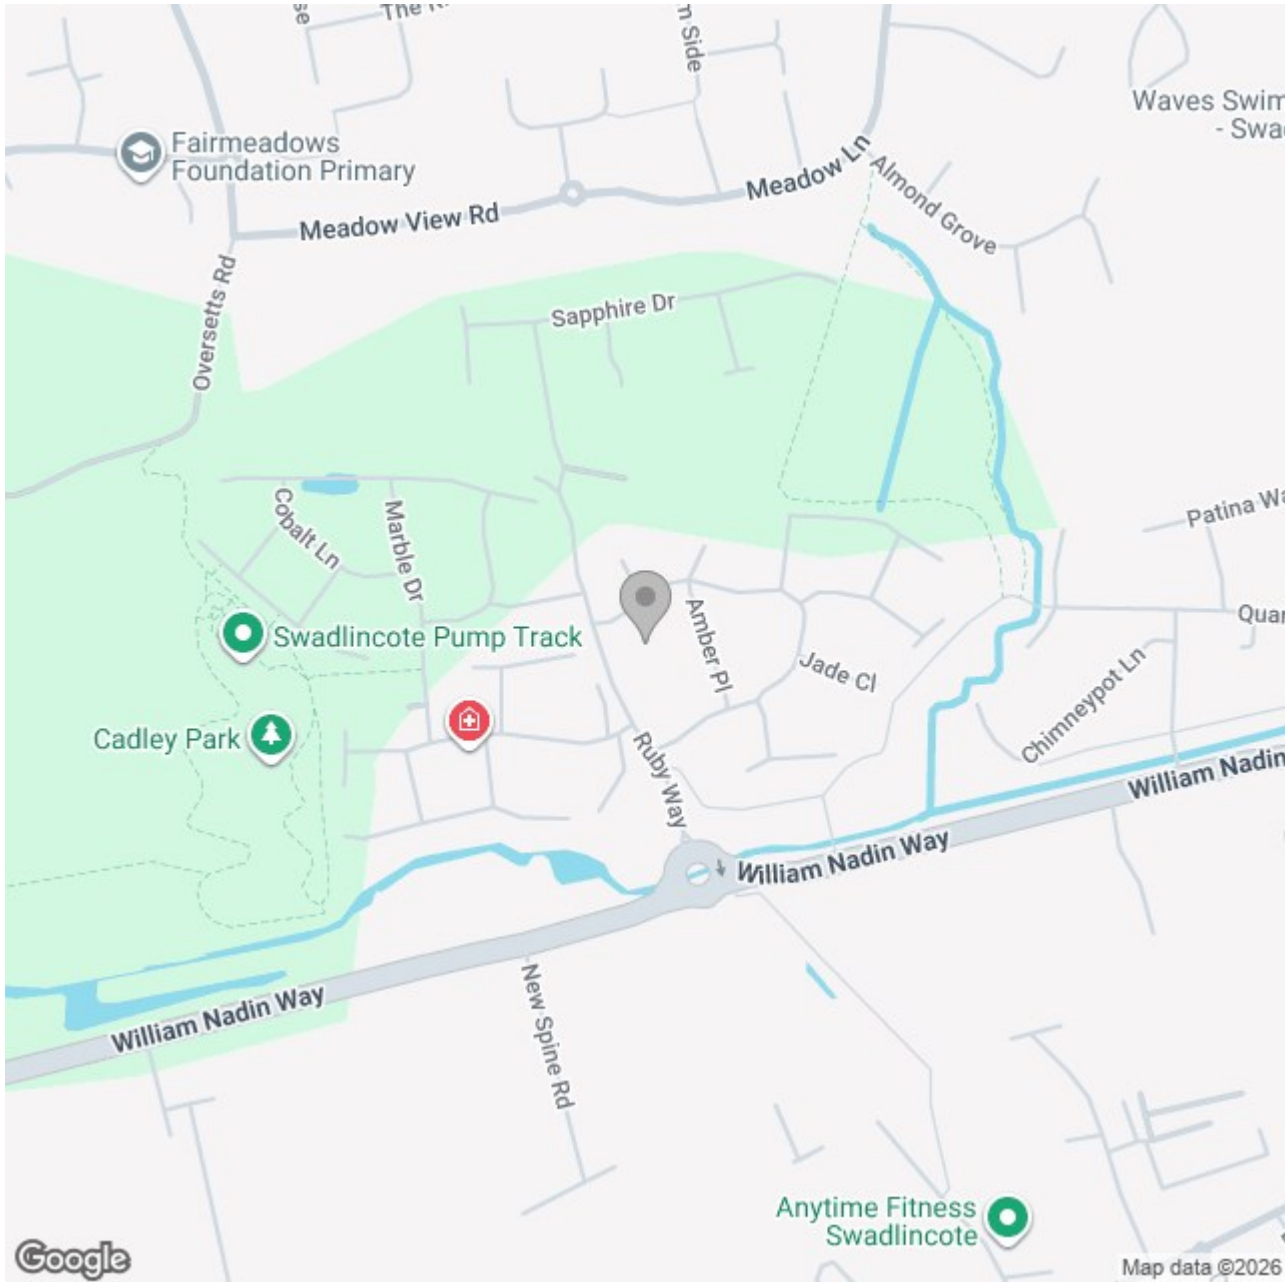 The
m Side
Waves Swim
- Swa
Fairmeadows
Foundation Primary
Meadow Ln
Almond Grove
Meadow View Rd
Oversetts Rd
Sapphire Dr
Cobalt Ln
Marble Dr
Patina Wa
Amber Pl
Quar
Swadlincote Pump Track
Jade Cl
Chimneypot Ln
Cadley Park
Ruby Way
William Nadin
William Nadin Way
New Spine Rd
William Nadin Way
Anytime Fitness
Swadlincote
Google
Map data ©2026